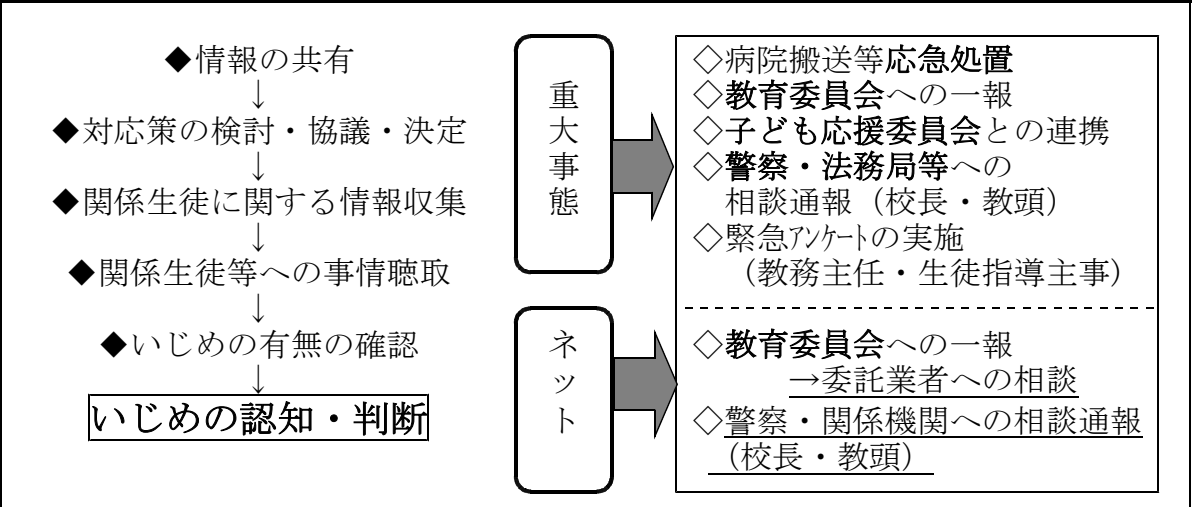 ◆情報の共有
↓
◆対応策の検討・協議・決定
↓
◆関係生徒に関する情報収集
↓
◆関係生徒等への事情聴取
↓
◆いじめの有無の確認
↓
いじめの認知・判断
重大事態
◇病院搬送等応急処置
◇教育委員会への一報
◇子ども応援委員会との連携
◇警察・法務局等への
相談通報（校長・教頭）
◇緊急ｱﾝｹｰﾄの実施
（教務主任・生徒指導主事）
ネット
◇教育委員会への一報
→委託業者への相談
◇警察・関係機関への相談通報
（校長・教頭）